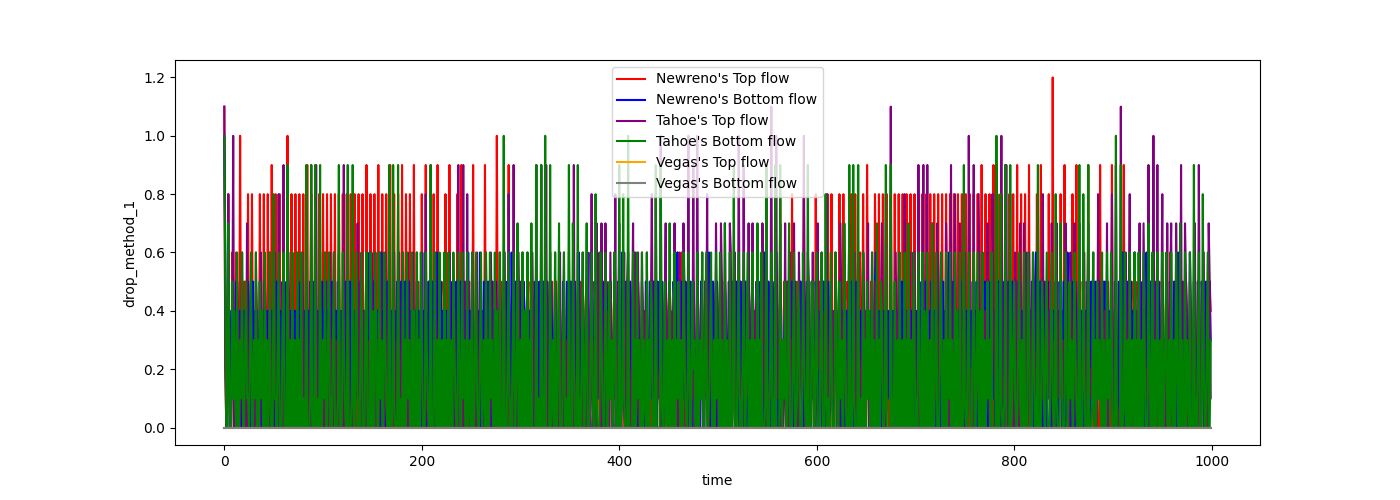 1.2
1.0
0.8
0.6
0.4
0.2
0.0
drop_method_1
Newreno's Top flow
Newreno's Bottom flow
Tahoe's Top flow
Tahoe's Bottom flow
Vegas's Top flow
Vegas's Bottom flow
0 200 400 600 800 1000
time